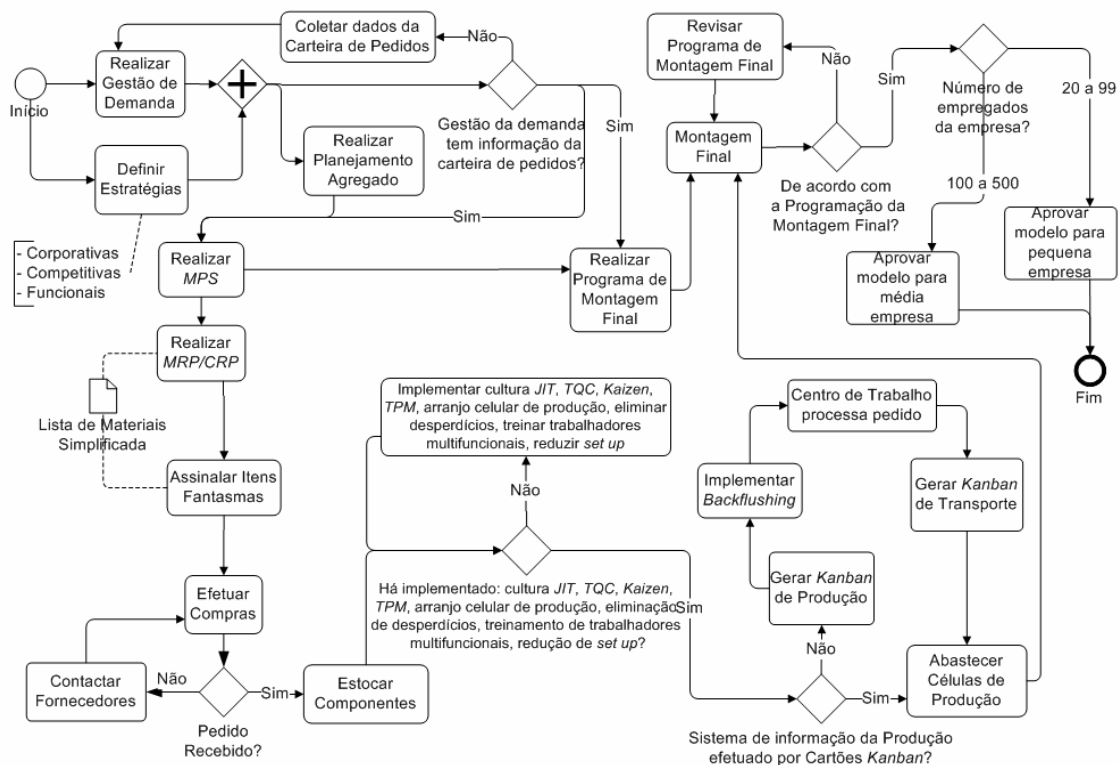 Início
Realizar
Gestão de
Demanda
Coletar dados da
Carteira de Pedidos
Não
Definir
Estratégias
- Corporativas
- Competitivas
- Funcionais
Realizar
Planejamento
Agregado
Gestão da demanda
tem informação da
carteira de pedidos?
Sim
Sim
Realizar
MPS
Realizar
Programa de
Montagem
Final
Realizar
MRP/CRP
Lista de Materiais
Simplificada
Assinalar Itens
Fantasmas
Efetuar
Compras
Contactar
Fornecedores
Não
Pedido
Recebido?
Sim
Estocar
Componentes
Implementar cultura JIT, TQC, Kaizen,
TPM, arranjo celular de produção, eliminar
desperdícios, treinar trabalhadores
multifuncionais, reduzir set up
Não
Há implementado: cultura JIT, TQC, Kaizen,
TPM, arranjo celular de produção, eliminação
de desperdícios, treinamento de trabalhadores
multifuncionais, redução de set up?
Sim
Sistema de informação da Produção
efetuado por Cartões Kanban?
Não
Sim
Gerar Kanban
de Produção
Implementar
Backflushing
Centro de Trabalho
processa pedido
Gerar Kanban
de Transporte
Abastecer
Células de
Produção
Revisar
Programa de
Montagem Final
Montagem
Final
Não
De acordo com
a Programação da
Montagem Final?
Sim
Número de
empregados
da empresa?
20 a 99
100 a 500
Aprovar
modelo para
média
empresa
Aprovar
modelo para
pequena
empresa
Fim